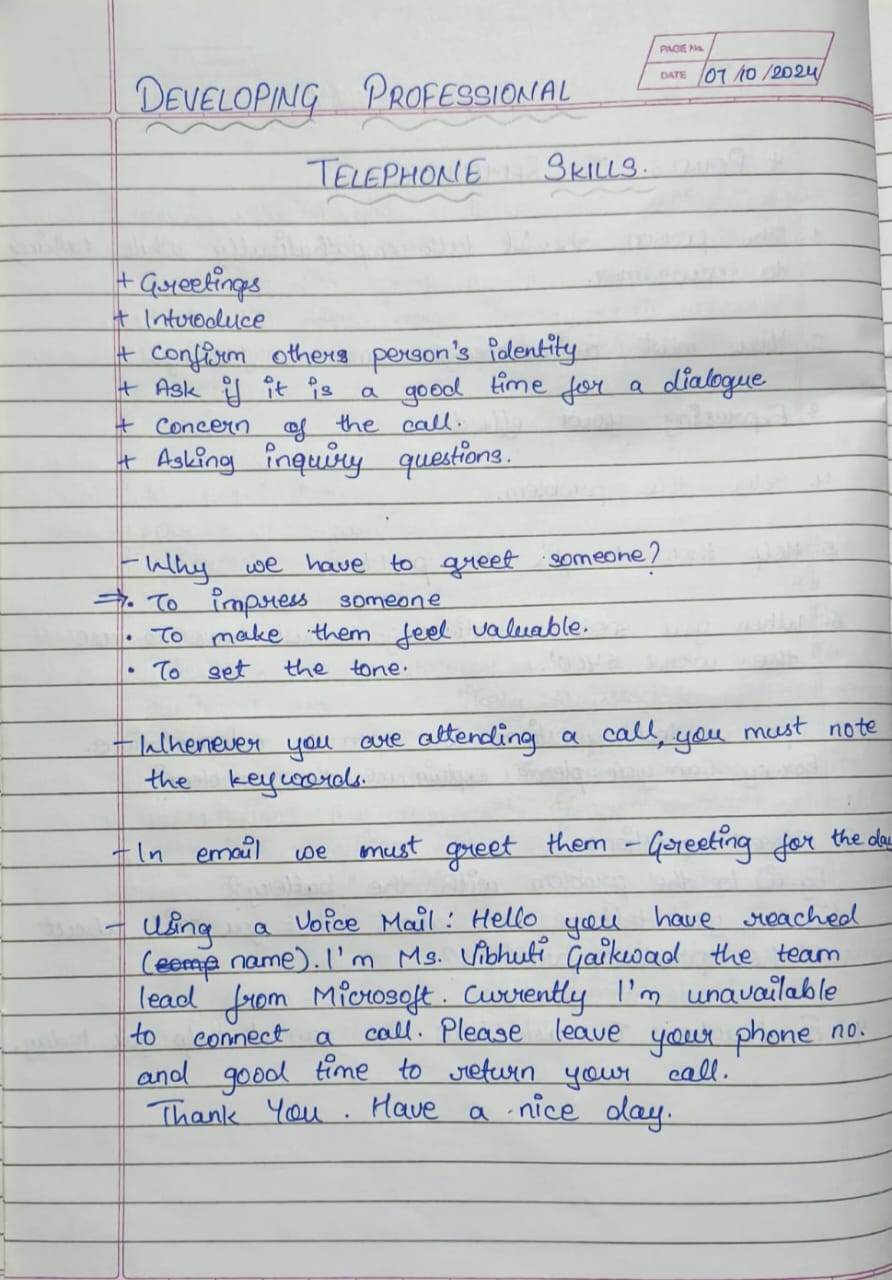 PAGE No.
DATE 07/10/2024
DEVELOPING PROFESSIONAL
TELEPHONE SKILLS.
+ Greetings
+ Introduce
+ Confirm others person's identity
+ Ask if it is a good time for a dialogue
+ Concern of the call.
+ Asking inquiry questions.
- Why we have to greet someone?
⇒• To impress someone
• To make them feel valuable.
• To set the tone.
- Whenever you are attending a call, you must note
the keywords.
- In email we must greet them - Greeting for the day
- Using a Voice Mail : Hello you have reached
(comp name). I'm Ms. Vibhuti Gaikwad the team
lead from Microsoft. Currently I'm unavailable
to connect a call. Please leave your phone no.
and good time to return your call.
Thank You. Have a nice day.